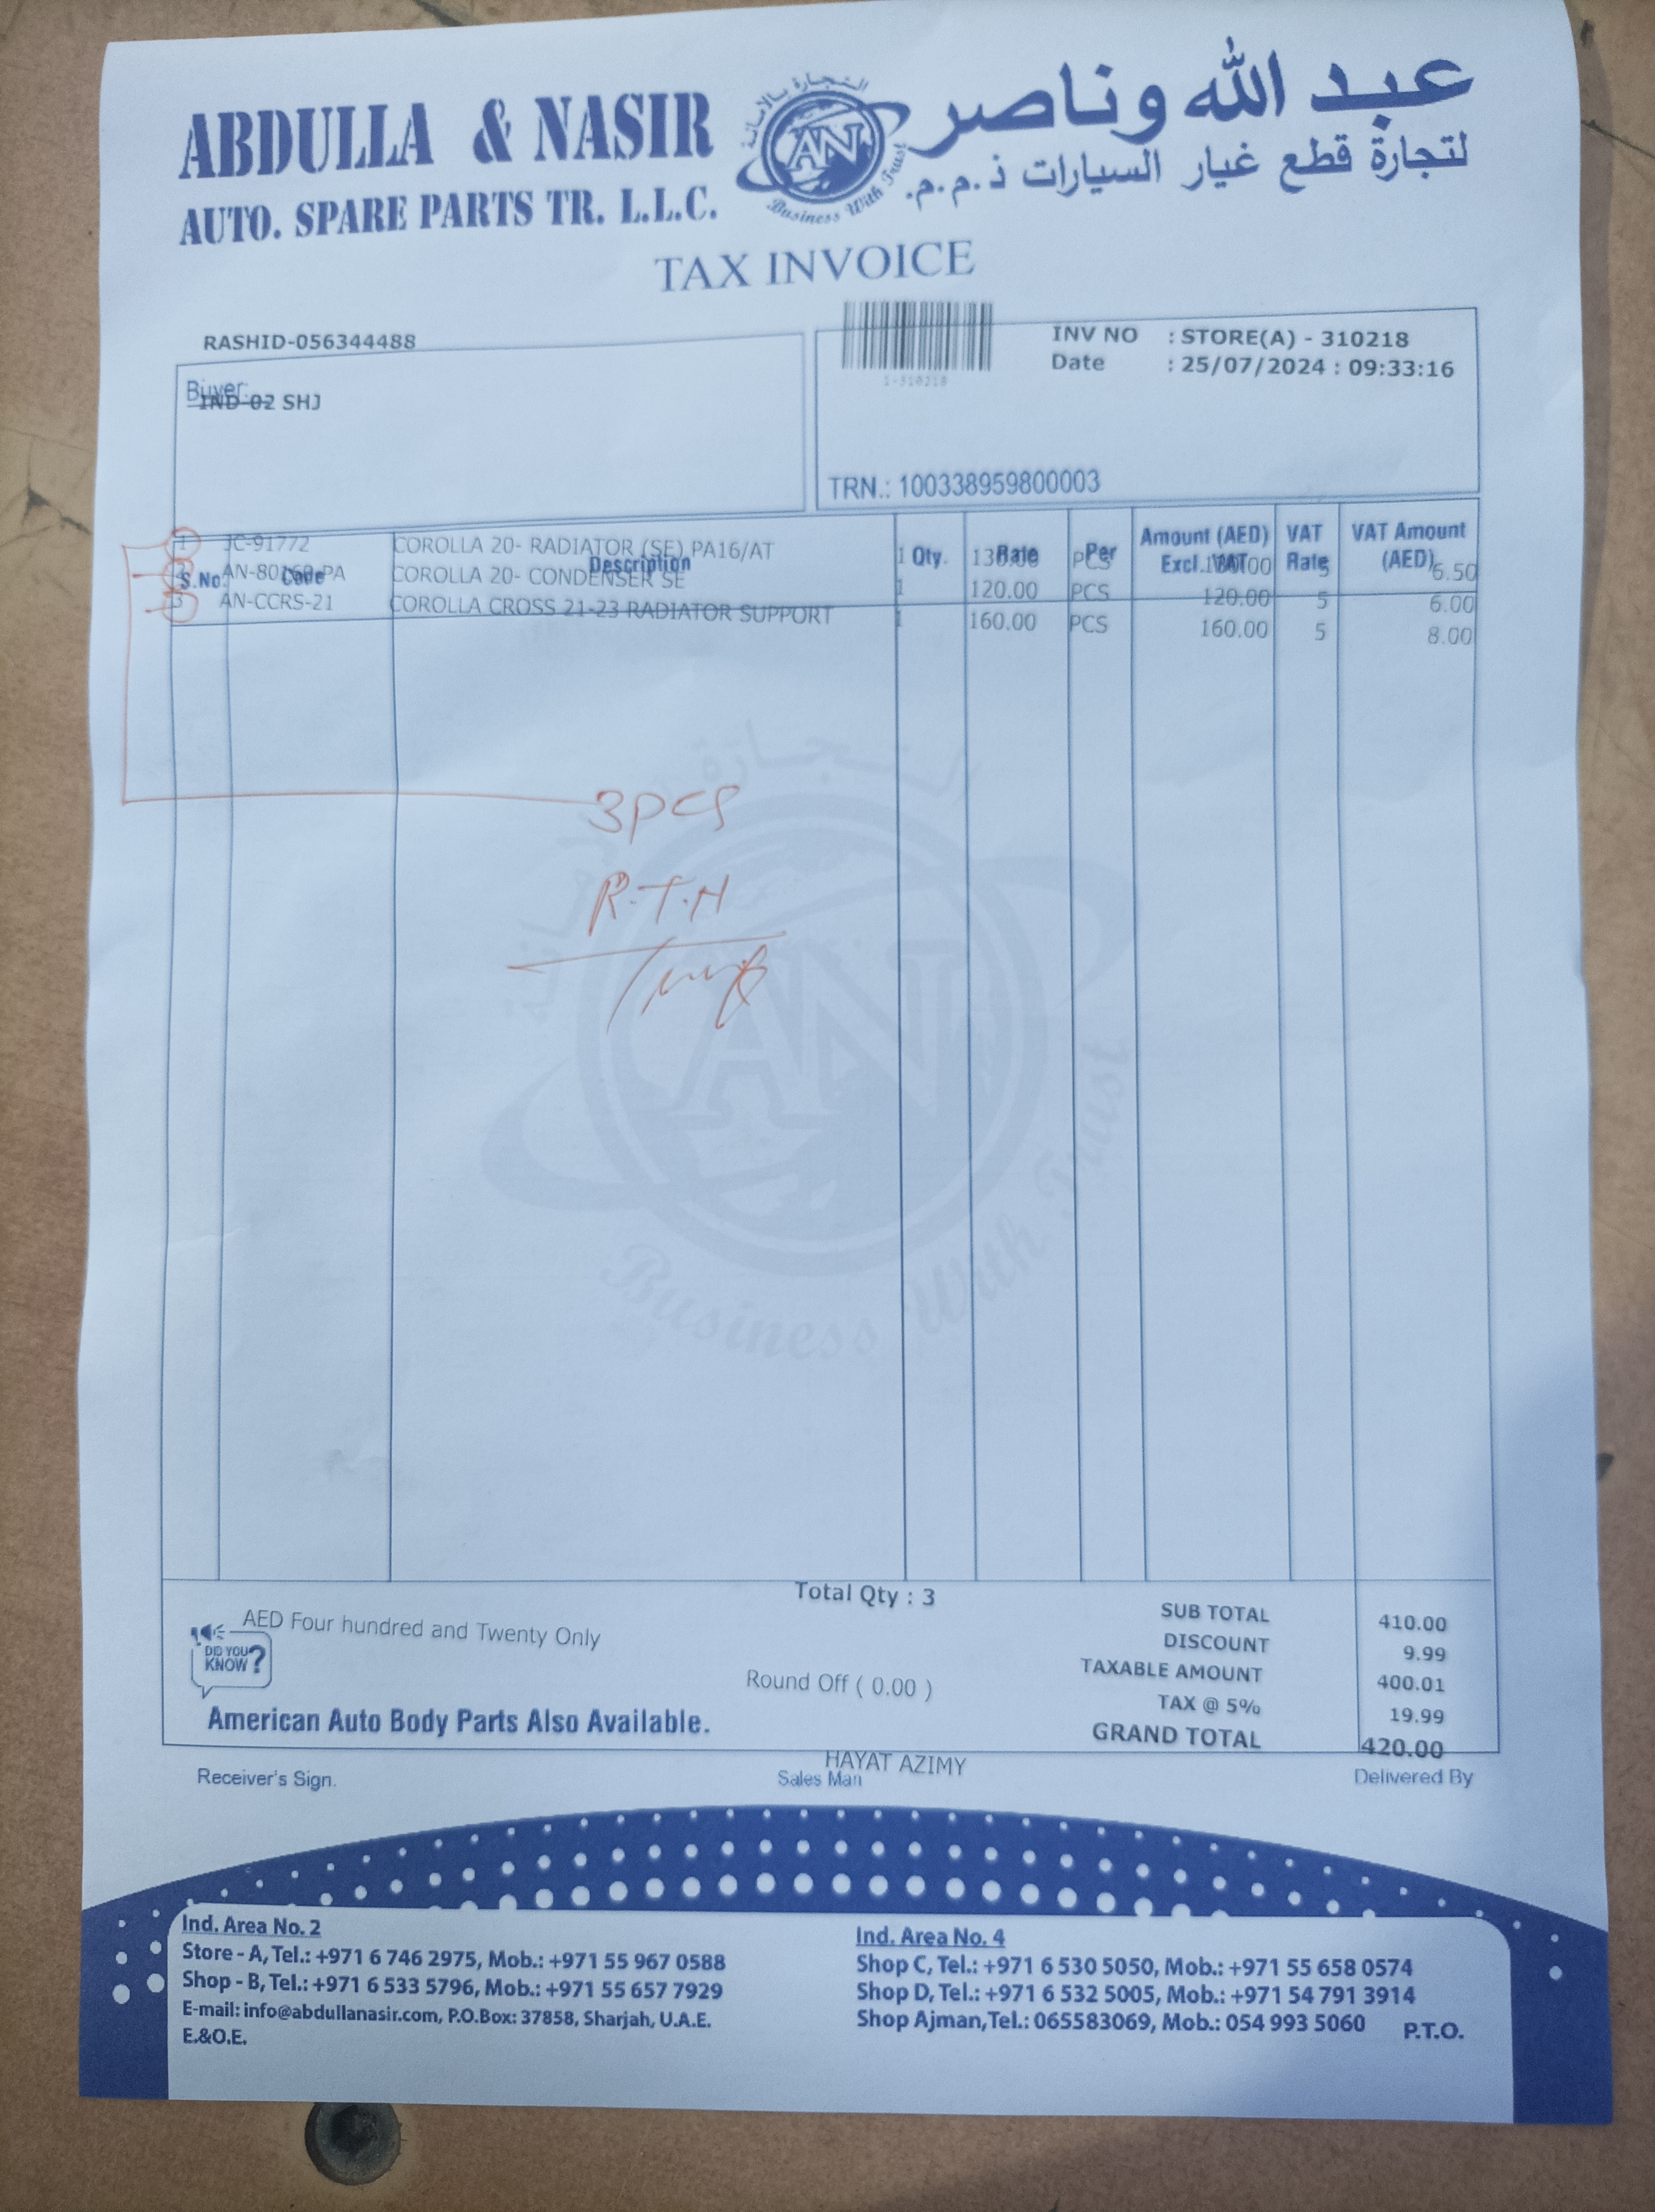 ABDULLA & NASIR
AUTO. SPARE PARTS TR. L.L.C.
التجارة بالامانة
AN
Business With Trust
عبد الله وناصر
لتجارة قطع غيار السيارات ذ.م.م.
TAX INVOICE
RASHID-056344488
Buyer:
IND-02 SHJ
1-310218
INV NO : STORE(A) - 310218
Date : 25/07/2024 : 09:33:16
TRN.: 100338959800003
S.No. Code Description Qty. Rate Per Amount (AED) Excl. VAT VAT Rate VAT Amount (AED)
1 JC-91772 COROLLA 20- RADIATOR (SE) PA16/AT 1 130.00 PCS 130.00 5 6.50
2 COROLLA 20- CONDENSER SE 1 120.00 PCS 120.00 5 6.00
3 AN-CCRS-21 COROLLA CROSS 21-23 RADIATOR SUPPORT 1 160.00 PCS 160.00 5 8.00
3pcs
R.T.H
التجارة
AN
Business With Trust
Total Qty : 3
AED Four hundred and Twenty Only
Round Off ( 0.00 )
DID YOU KNOW?
American Auto Body Parts Also Available.
SUB TOTAL 410.00
DISCOUNT 9.99
TAXABLE AMOUNT 400.01
TAX @ 5% 19.99
GRAND TOTAL 420.00
Receiver's Sign.
HAYAT AZIMY
Sales Man
Delivered By
Ind. Area No. 2
Store - A, Tel.: +971 6 746 2975, Mob.: +971 55 967 0588
Shop - B, Tel.: +971 6 533 5796, Mob.: +971 55 657 7929
E-mail: info@abdullanasir.com, P.O.Box: 37858, Sharjah, U.A.E.
E.&O.E.
Ind. Area No. 4
Shop C, Tel.: +971 6 530 5050, Mob.: +971 55 658 0574
Shop D, Tel.: +971 6 532 5005, Mob.: +971 54 791 3914
Shop Ajman,Tel.: 065583069, Mob.: 054 993 5060
P.T.O.